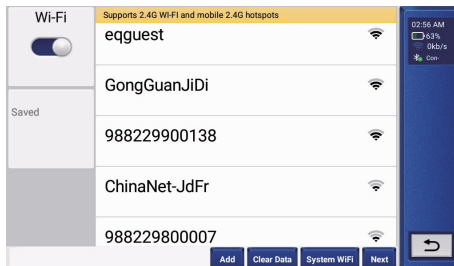 Wi-Fi
Saved
Supports 2.4G WI-FI and mobile 2.4G hotspots
eqguest
GongGuanJiDi
988229900138
ChinaNet-JdFr
988229800007
Add Clear Data System WiFi Next
02:56 AM
63%
0kb/s
Con-